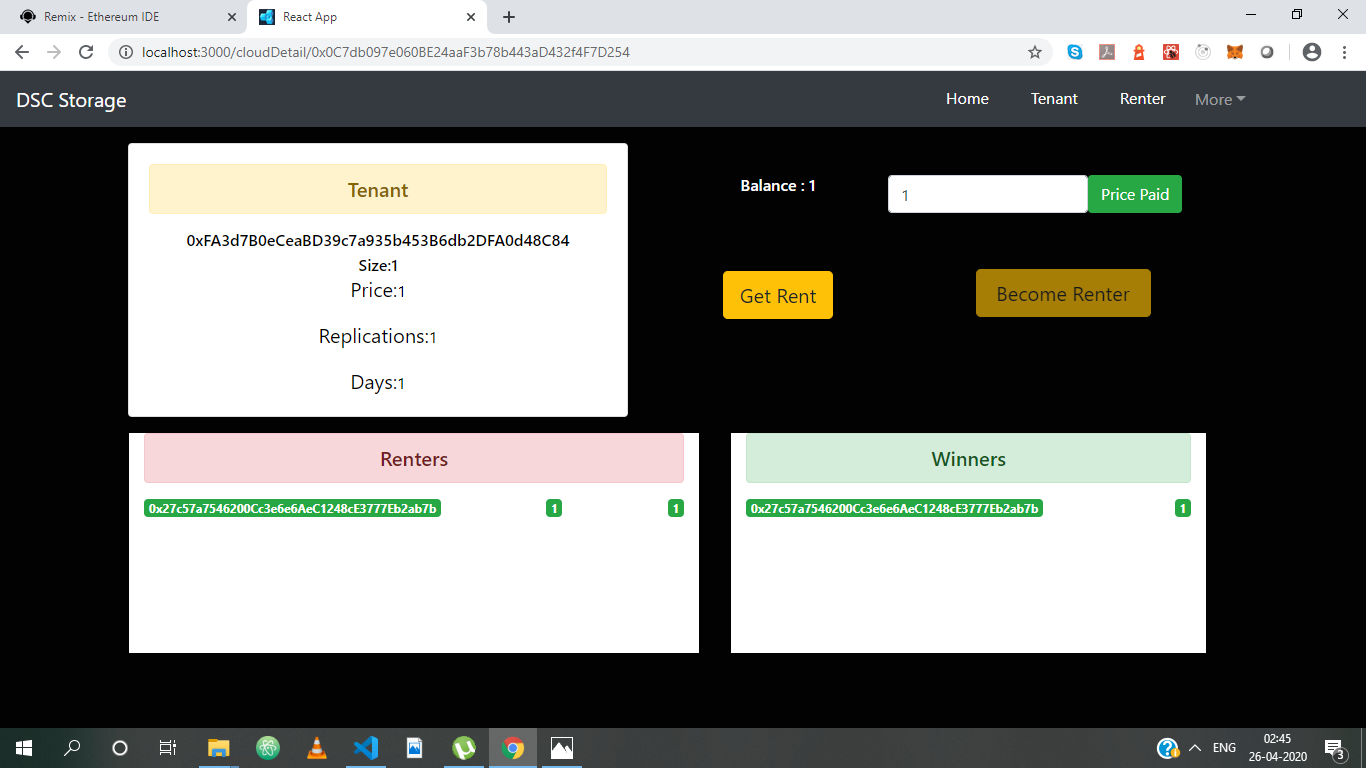 Remix - Ethereum IDE
React App
localhost:3000/cloudDetail/0x0C7db097e060BE24aaF3b78b443aD432f4F7D254
DSC Storage
Home
Tenant
Renter
More
Tenant
0xFA3d7B0eCeaBD39c7a935b453B6db2DFA0d48C84
Size:1
Price:1
Replications:1
Days:1
Balance : 1
1
Price Paid
Get Rent
Become Renter
Renters
0x27c57a7546200Cc3e6e6AeC1248cE3777Eb2ab7b 1 1
Winners
0x27c57a7546200Cc3e6e6AeC1248cE3777Eb2ab7b 1
ENG
02:45
26-04-2020
3